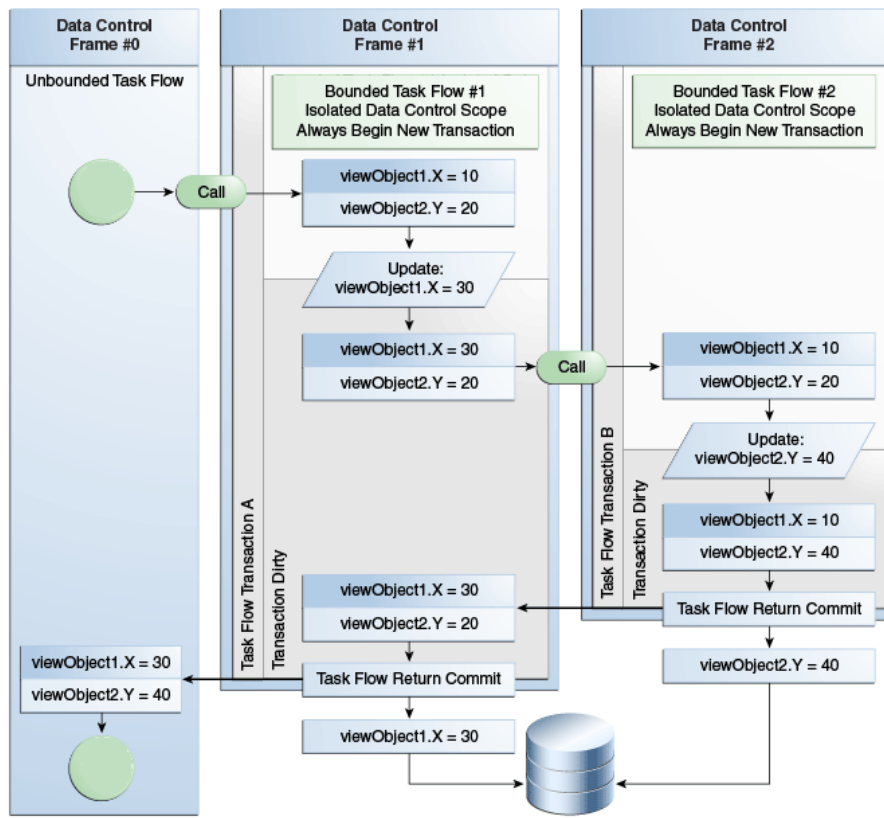 Data Control
Frame #0
Unbounded Task Flow
Call
viewObject1.X = 30
viewObject2.Y = 40
Data Control
Frame #1
Bounded Task Flow #1
Isolated Data Control Scope
Always Begin New Transaction
viewObject1.X = 10
viewObject2.Y = 20
Update:
viewObject1.X = 30
viewObject1.X = 30
viewObject2.Y = 20
Call
Task Flow Transaction A
Transaction Dirty
viewObject1.X = 30
viewObject2.Y = 20
Task Flow Return Commit
viewObject1.X = 30
Data Control
Frame #2
Bounded Task Flow #2
Isolated Data Control Scope
Always Begin New Transaction
viewObject1.X = 10
viewObject2.Y = 20
Update:
viewObject2.Y = 40
Task Flow Transaction B
Transaction Dirty
viewObject1.X = 10
viewObject2.Y = 40
Task Flow Return Commit
viewObject2.Y = 40